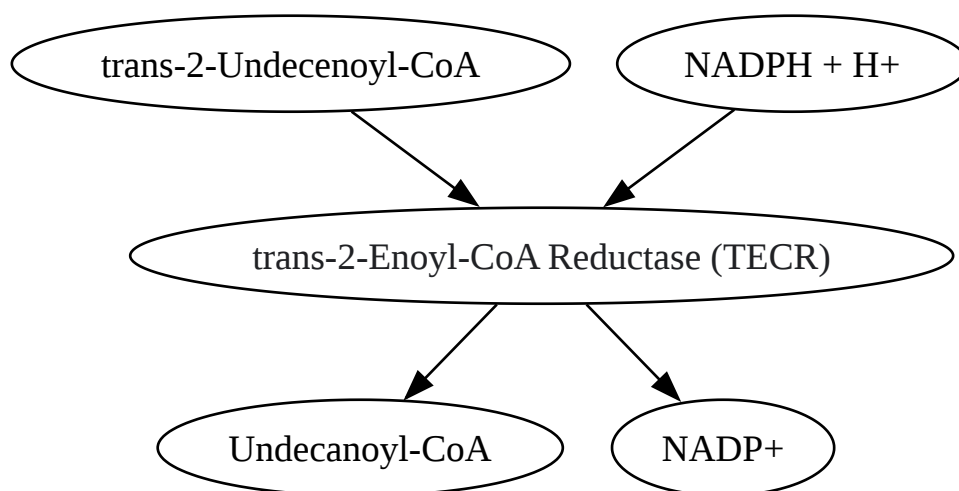 trans-2-Undecenoyl-CoA
NADPH + H+
trans-2-Enoyl-CoA Reductase (TECR)
Undecanoyl-CoA
NADP+